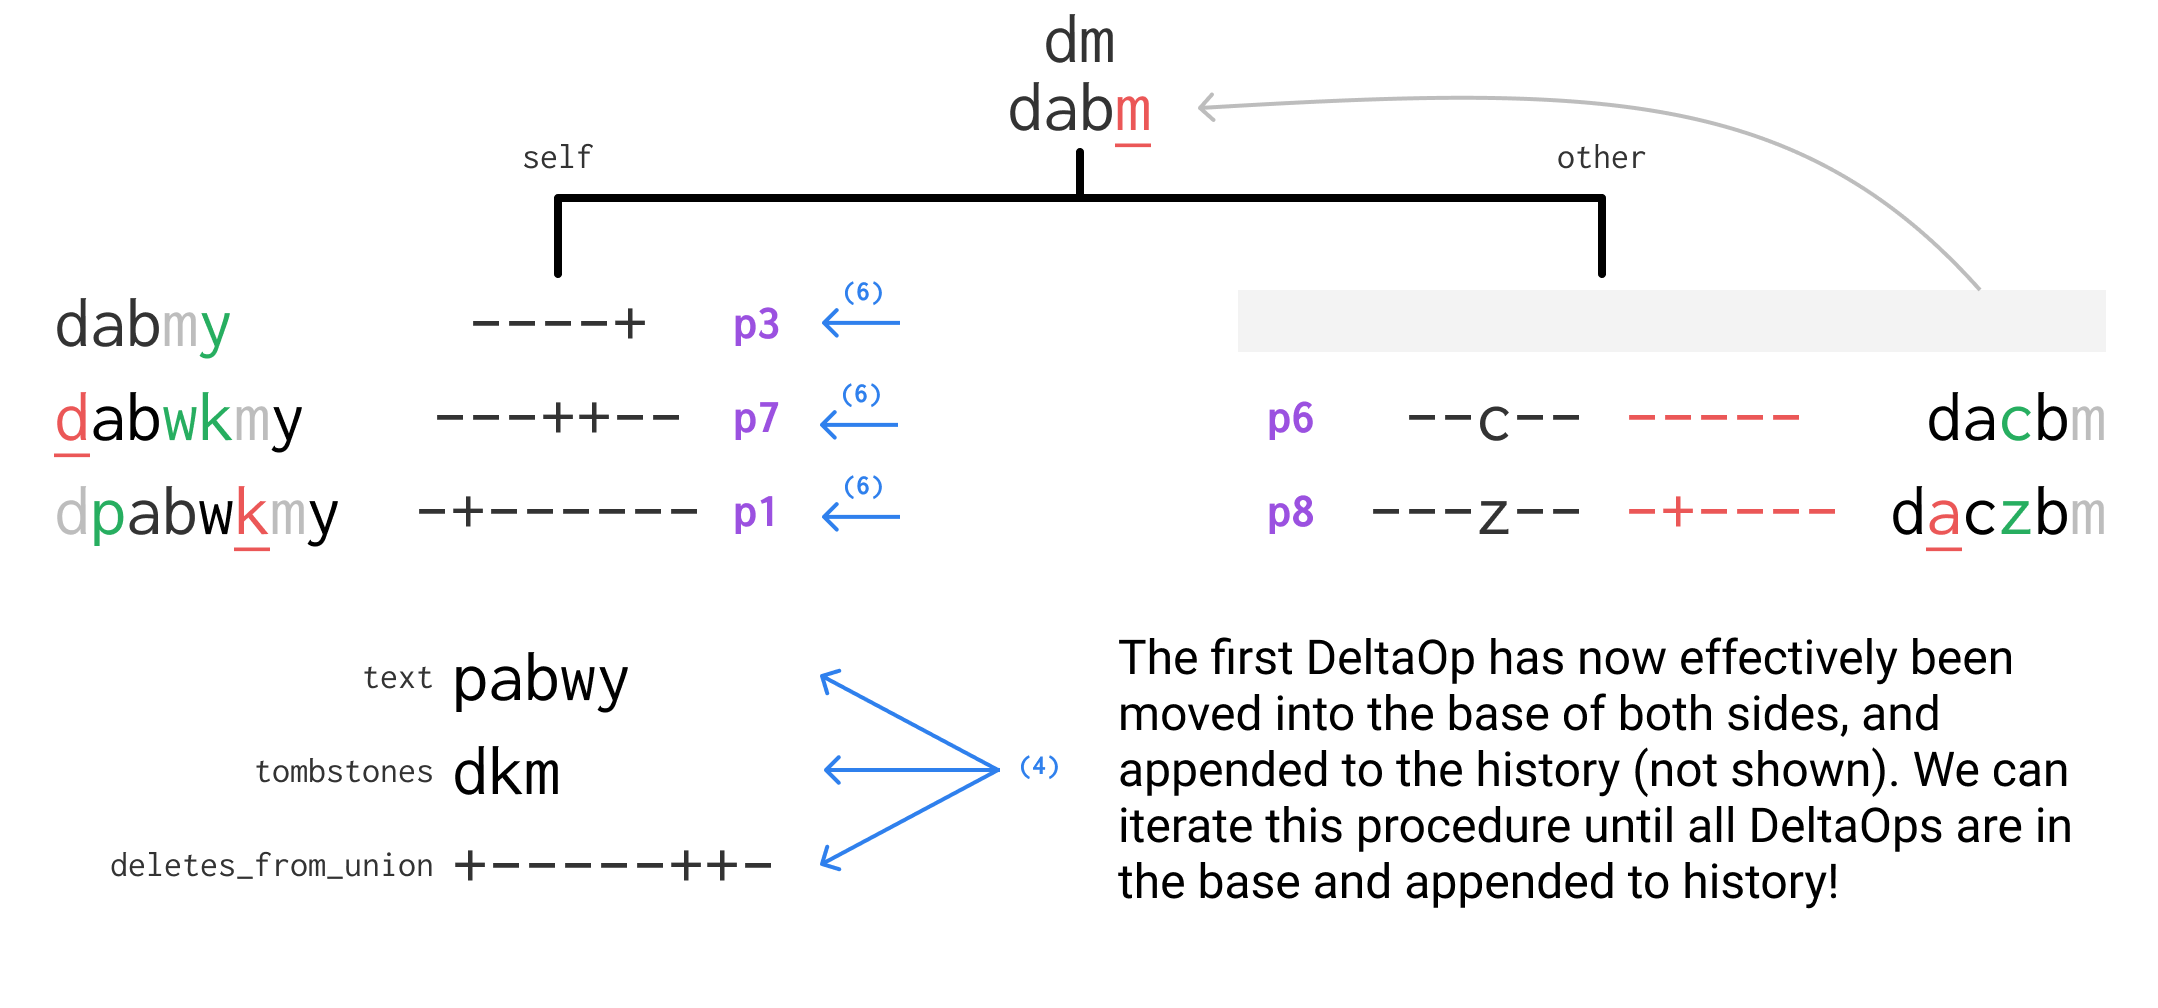 dm
dabm
self
other
dabmy ----+ p3 (6)
dabwkmy ---++-- p7 (6)
p6 --c-- ----- dacbm
dpabwkmy -+------ p1 (6)
p8 ---z-- -+---- daczbm
text pabwy
tombstones dkm
deletes_from_union +-----++-
(4)
The first DeltaOp has now effectively been
moved into the base of both sides, and
appended to the history (not shown). We can
iterate this procedure until all DeltaOps are in
the base and appended to history!